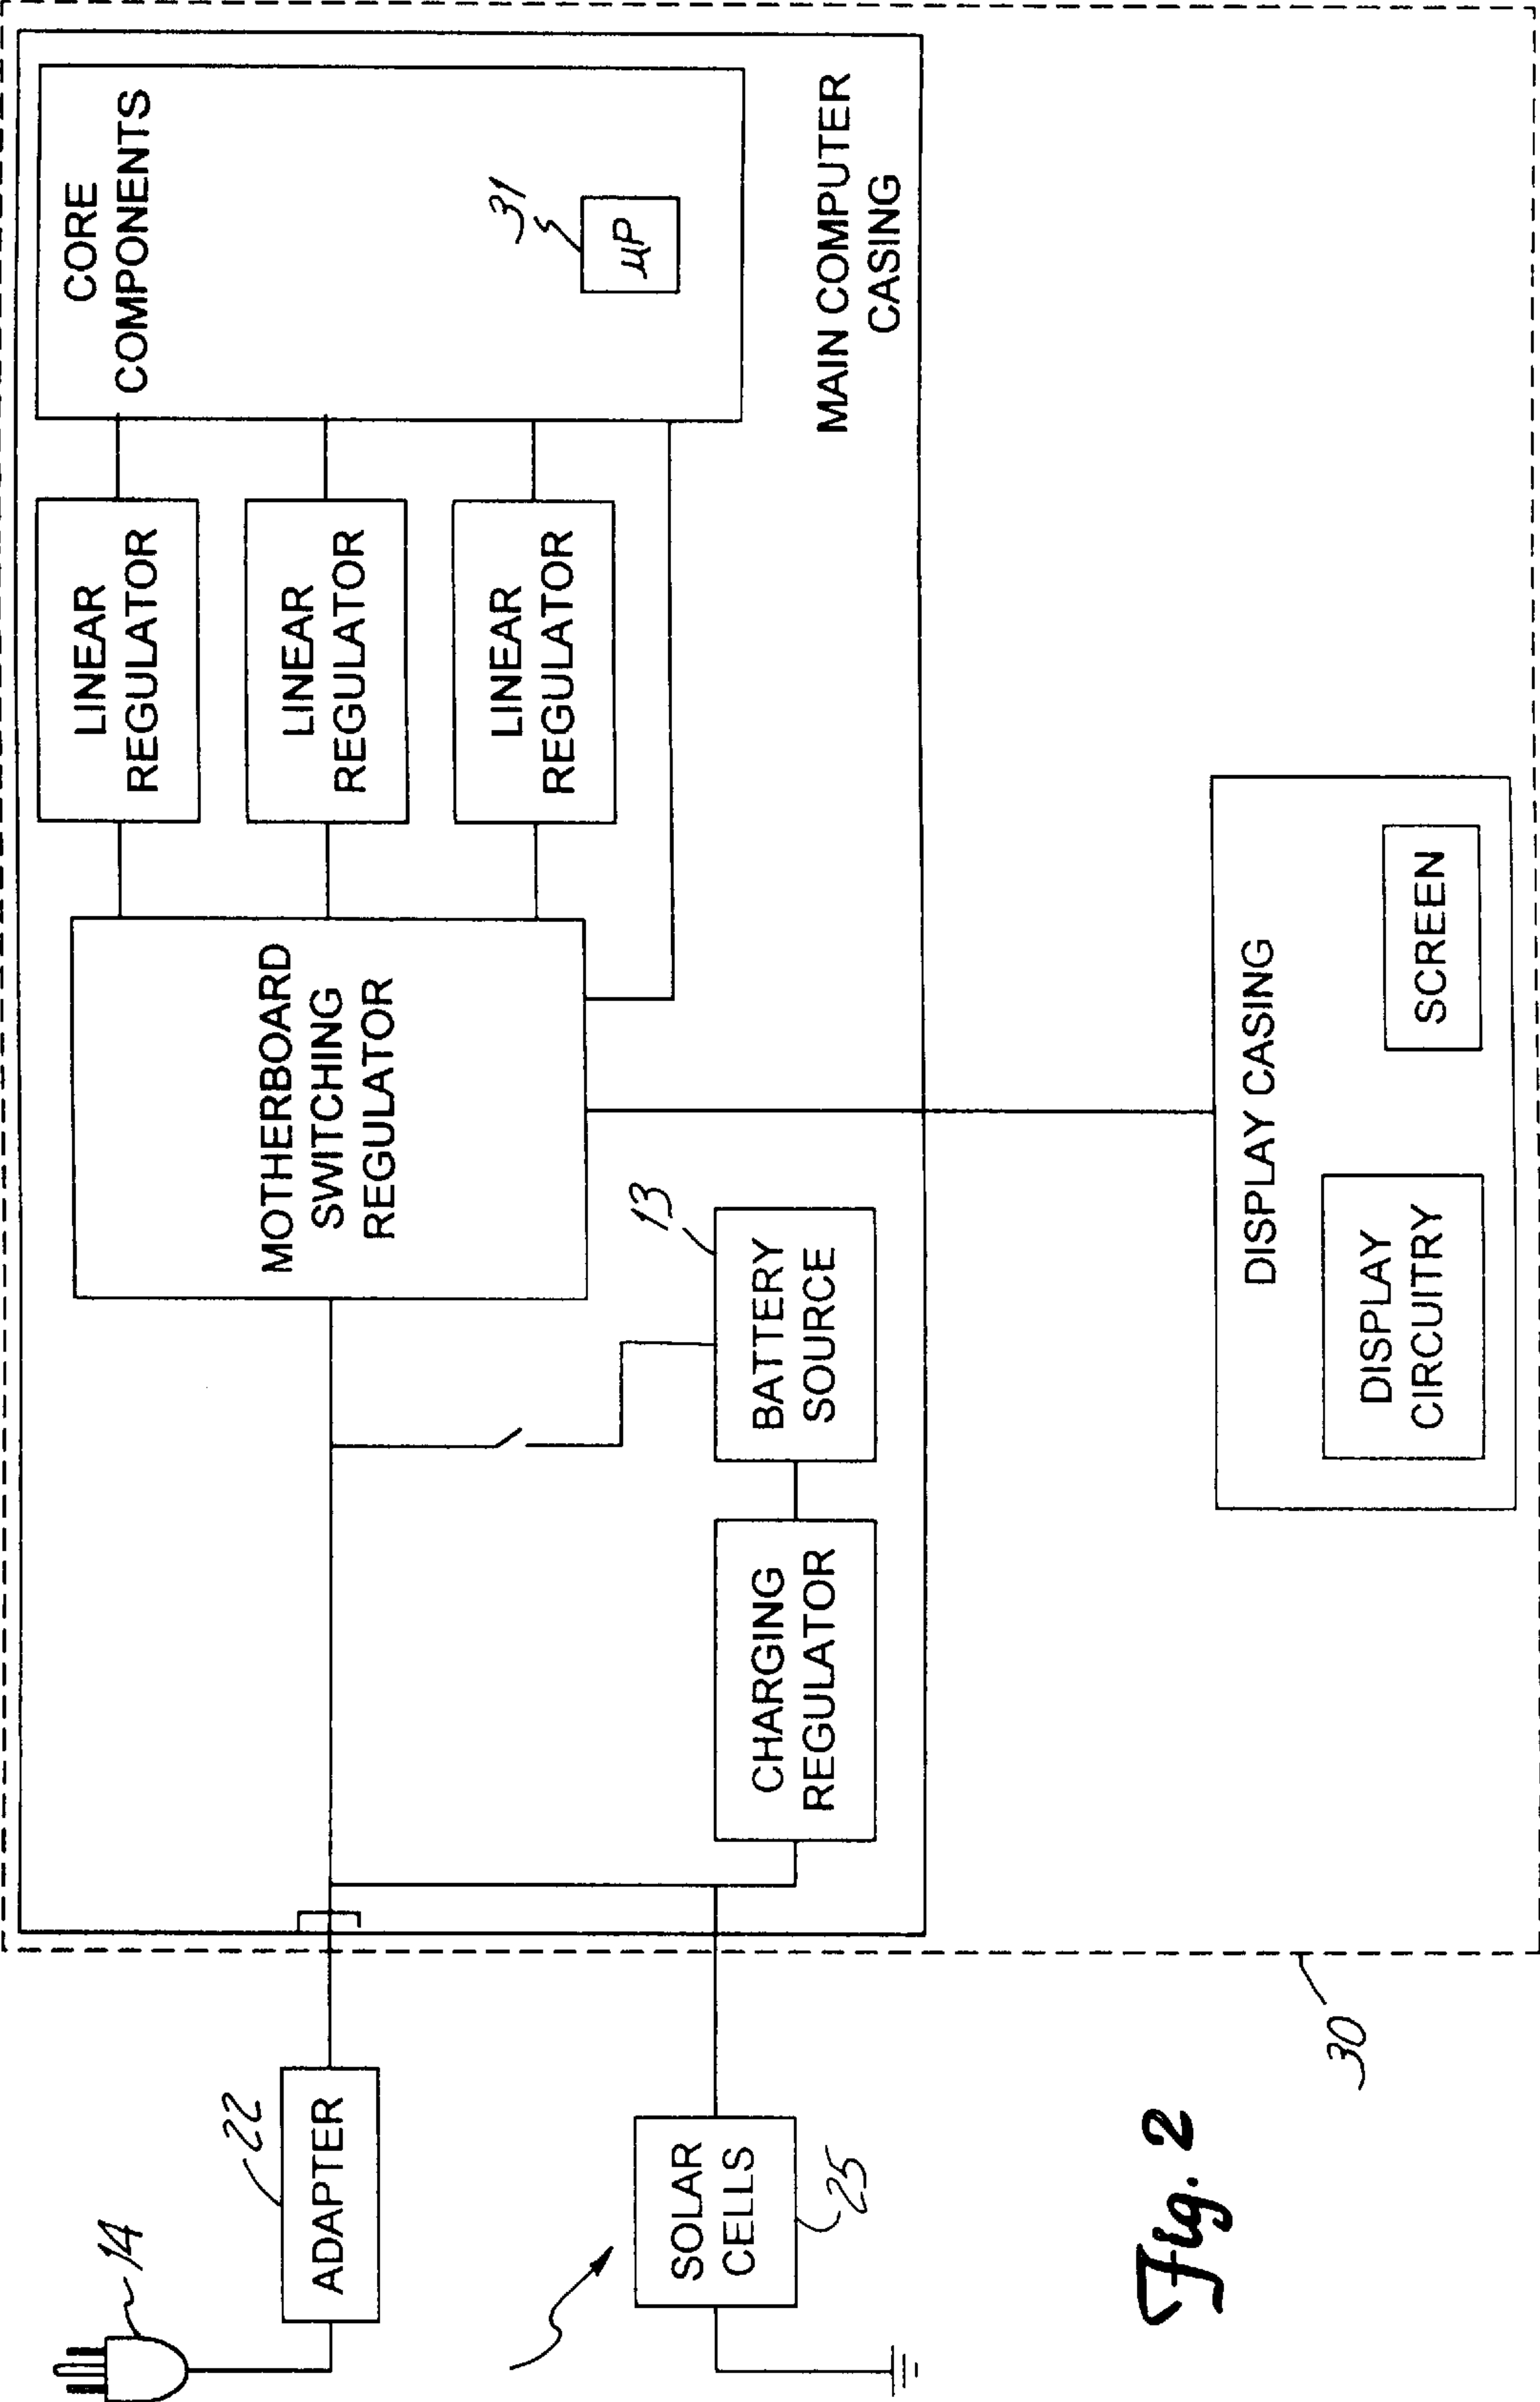 14
22
ADAPTER
SOLAR
CELLS
25
MOTHERBOARD
SWITCHING
REGULATOR
LINEAR
REGULATOR
LINEAR
REGULATOR
LINEAR
REGULATOR
CORE
COMPONENTS
31
µP
CHARGING
REGULATOR
13
BATTERY
SOURCE
MAIN COMPUTER
CASING
DISPLAY CASING
DISPLAY
CIRCUITRY
SCREEN
30
Fig. 2